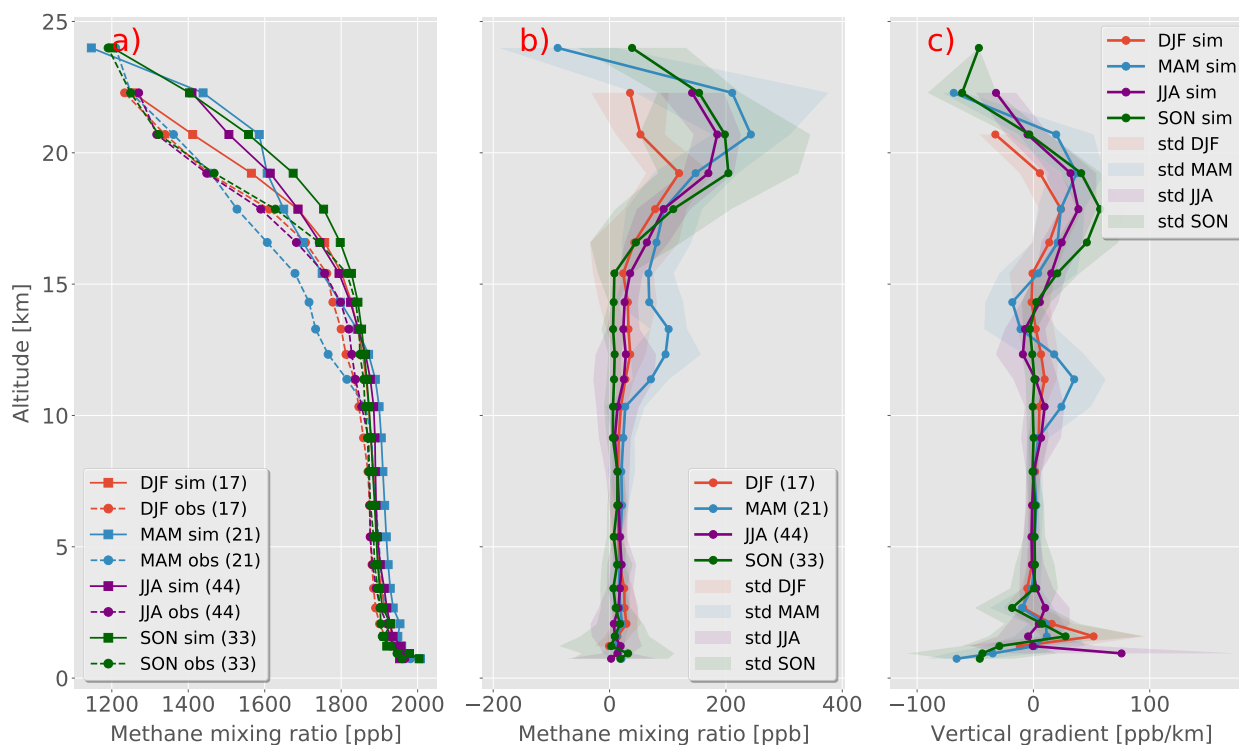 a)
b)
c)
25
20
15
10
5
0
Altitude [km]
DJF sim (17)
DJF obs (17)
MAM sim (21)
MAM obs (21)
JJA sim (44)
JJA obs (44)
SON sim (33)
SON obs (33)
1200 1400 1600 1800 2000
Methane mixing ratio [ppb]
DJF (17)
MAM (21)
JJA (44)
SON (33)
std DJF
std MAM
std JJA
std SON
−200 0 200 400
Methane mixing ratio [ppb]
DJF sim
MAM sim
JJA sim
SON sim
std DJF
std MAM
std JJA
std SON
−100 0 100
Vertical gradient [ppb/km]